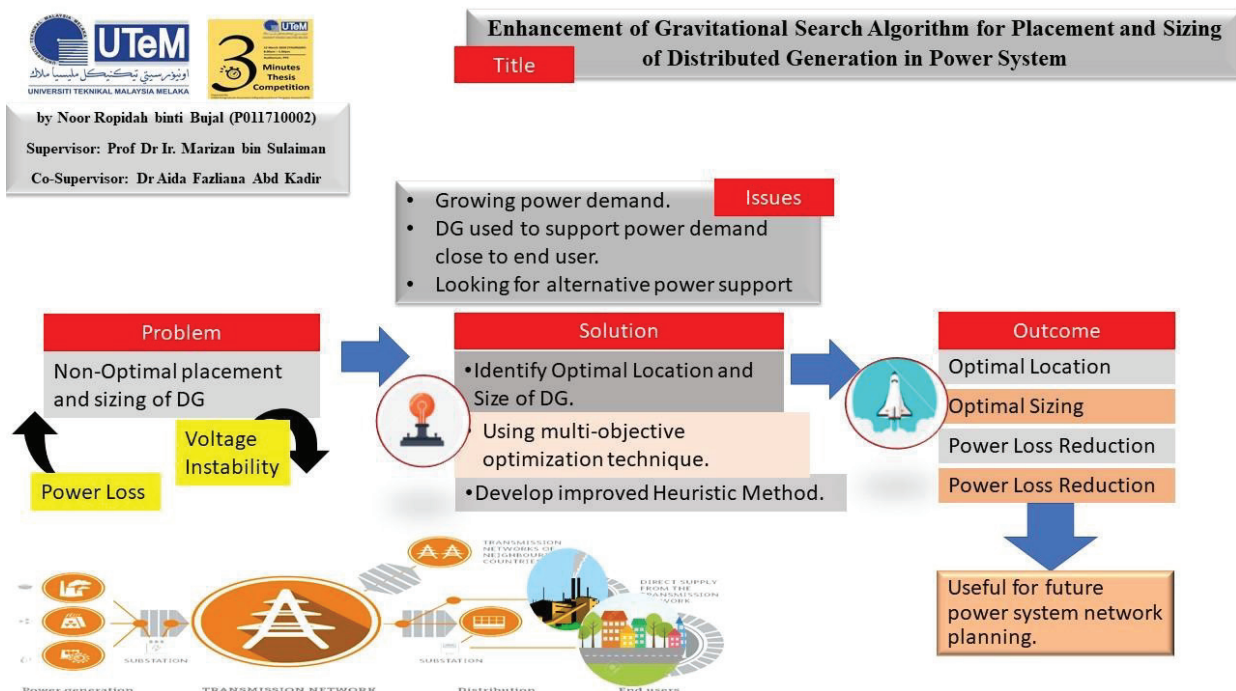 UTeM
اونيۏرسيتي تيكنيكل مليسيا ملاك
UNIVERSITI TEKNIKAL MALAYSIA MELAKA
3
Minutes
Thesis
Competition
by Noor Ropidah binti Bujal (P011710002)
Supervisor: Prof Dr Ir. Marizan bin Sulaiman
Co-Supervisor: Dr Aida Fazliana Abd Kadir
Enhancement of Gravitational Search Algorithm for Placement and Sizing
of Distributed Generation in Power System
Title
Issues
• Growing power demand.
• DG used to support power demand
close to end user.
• Looking for alternative power support
Problem
Non-Optimal placement
and sizing of DG
Voltage
Instability
Power Loss
Solution
•Identify Optimal Location and
Size of DG.
• Using multi-objective
optimization technique.
•Develop improved Heuristic Method.
Outcome
Optimal Location
Optimal Sizing
Power Loss Reduction
Power Loss Reduction
Useful for future
power system network
planning.
TRANSMISSION
NETWORKS OF
NEIGHBOURING
COUNTRIES
DIRECT SUPPLY
FROM THE
TRANSMISSION
NETWORK
SUBSTATION
SUBSTATION
Power generation
TRANSMISSION NETWORK
Distribution
End users